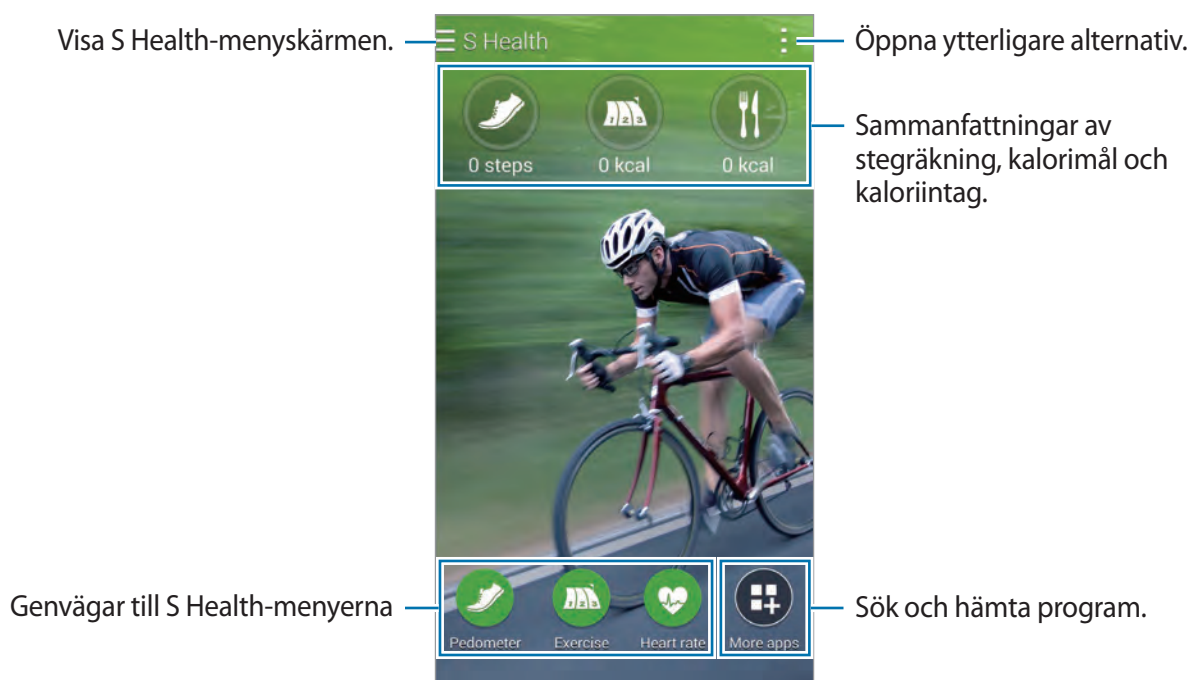 Visa S Health-menyskärmen.
S Health
Öppna ytterligare alternativ.
0 steps
0 kcal
0 kcal
Sammanfattningar av
stegräkning, kalorimål och
kaloriintag.
Genvägar till S Health-menyerna
Pedometer
Exercise
Heart rate
More apps
Sök och hämta program.